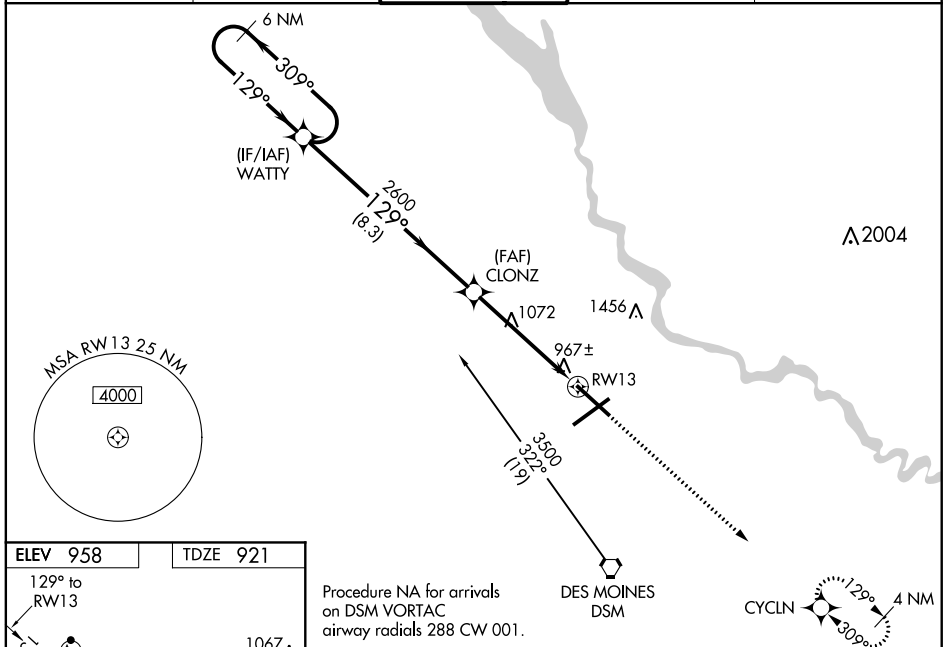 6 NM
309°
129°
(IF/IAF)
WATTY
2600
129°
(8.3)
2004
(FAF)
CLONZ
1072
1456
967±
RW13
MSA RW13 25 NM
4000
3500
322°
(19)
ELEV 958
TDZE 921
129° to
RW13
1067
Procedure NA for arrivals
on DSM VORTAC
airway radials 288 CW 001.
DES MOINES
DSM
CYCLN
129°
4 NM
309°